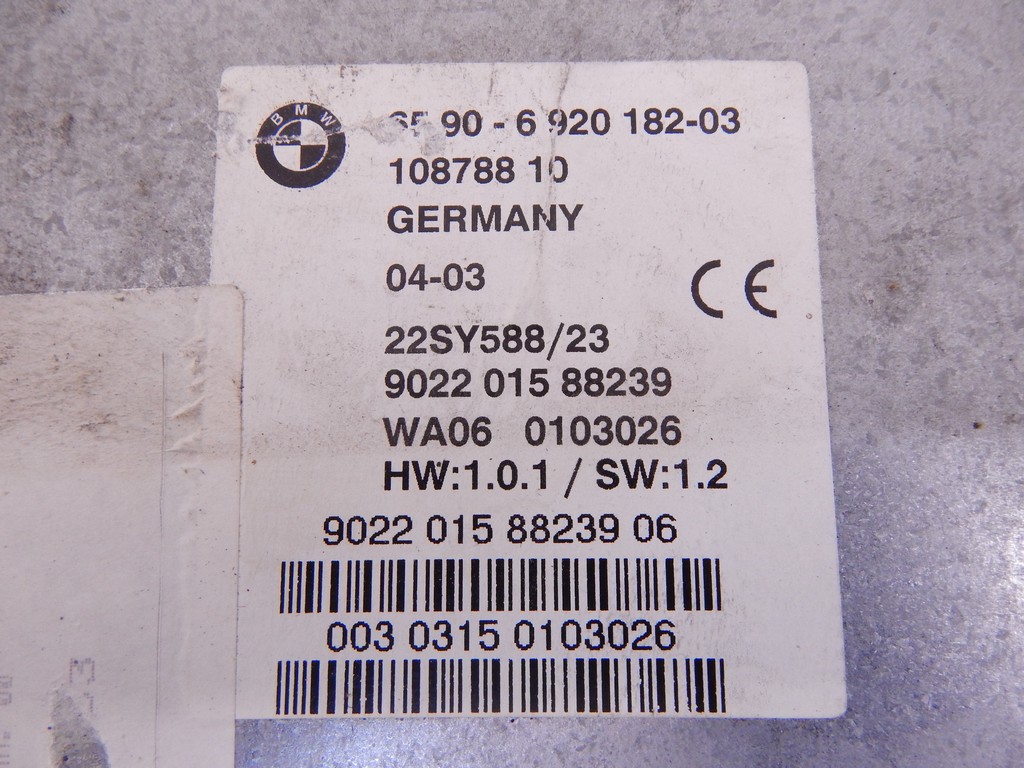 BMW
65 90 - 6 920 182-03
108788 10
GERMANY
04-03
CE
22SY588/23
9022 015 88239
WA06 0103026
HW:1.0.1 / SW:1.2
9022 015 88239 06
003 0315 0103026